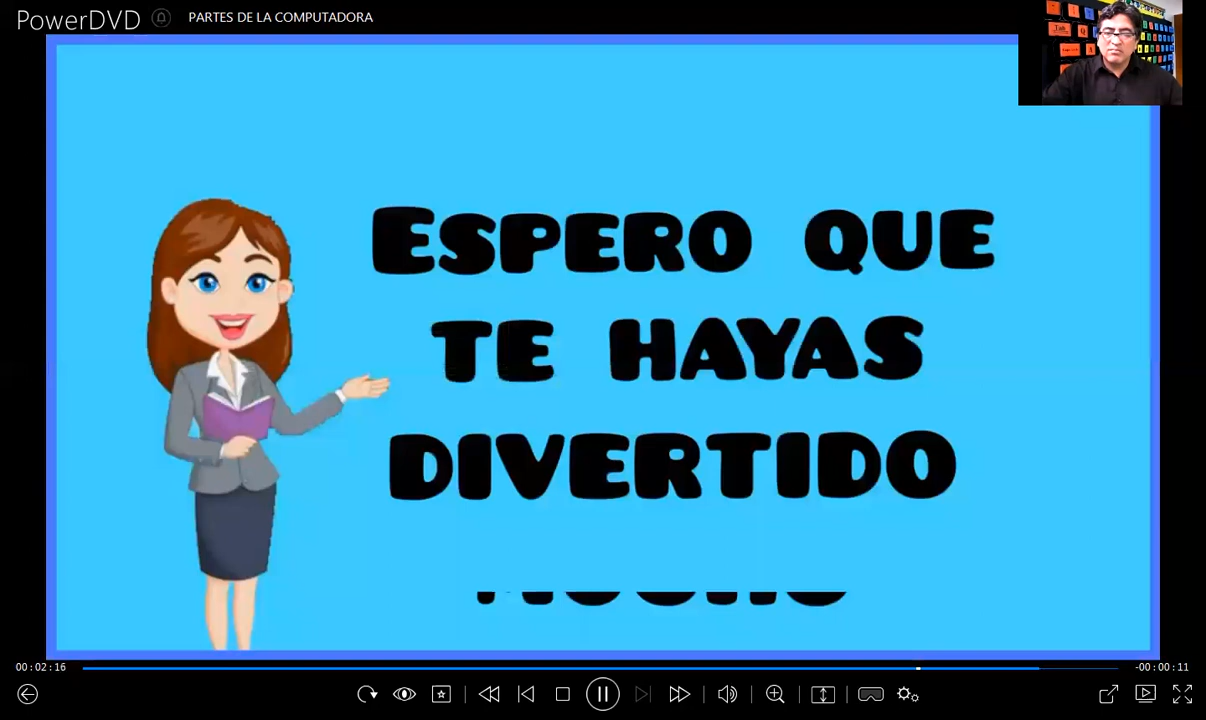 PowerDVD
PARTES DE LA COMPUTADORA
ESPERO QUE
TE HAYAS
DIVERTIDO
00:02:16
-00:00:11